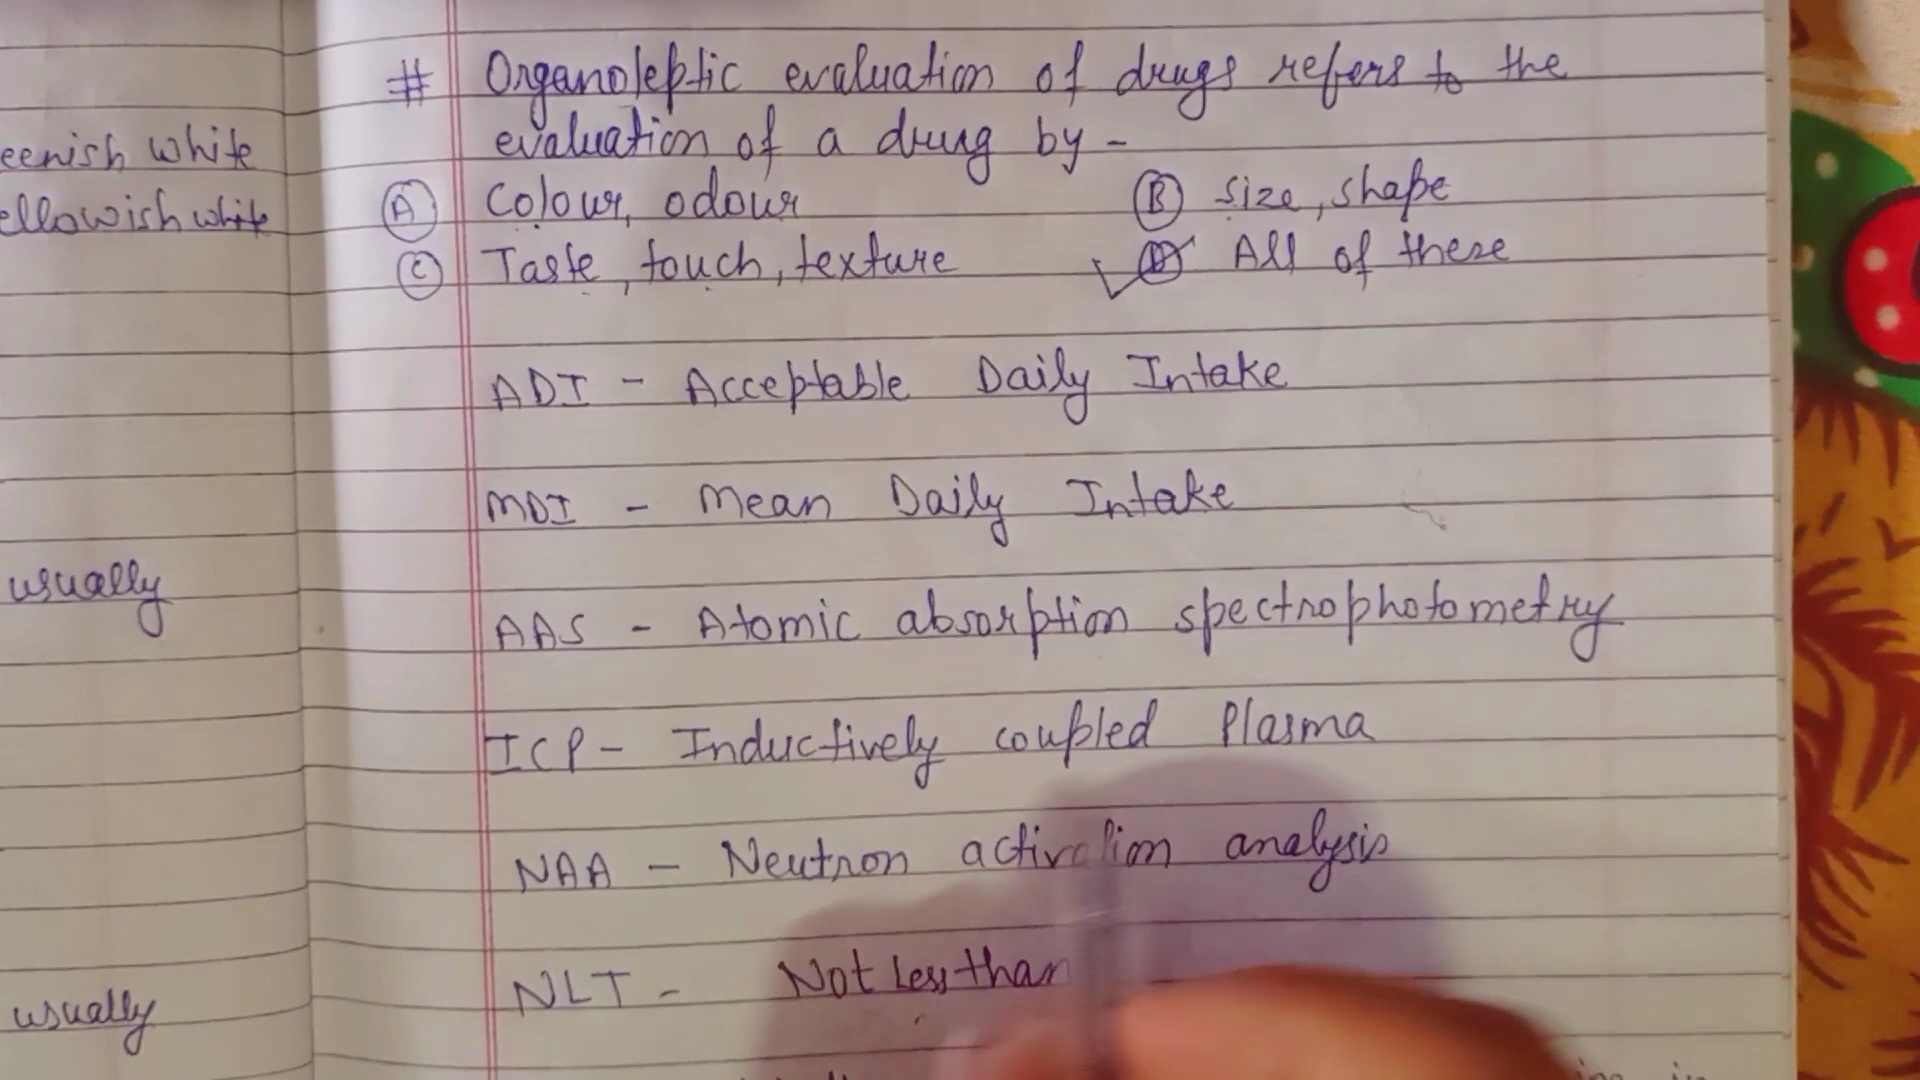 eenish white
ellowish white
usually
usually
# Organoleptic evaluation of drugs refers to the
evaluation of a drug by -
A Colour, odour
B Size, shape
C Taste, touch, texture
D All of these
ADI - Acceptable Daily Intake
MDI - Mean Daily Intake
AAS - Atomic absorption spectrophotometry
ICP - Inductively coupled Plasma
NAA - Neutron activation analysis
NLT - Not Less than